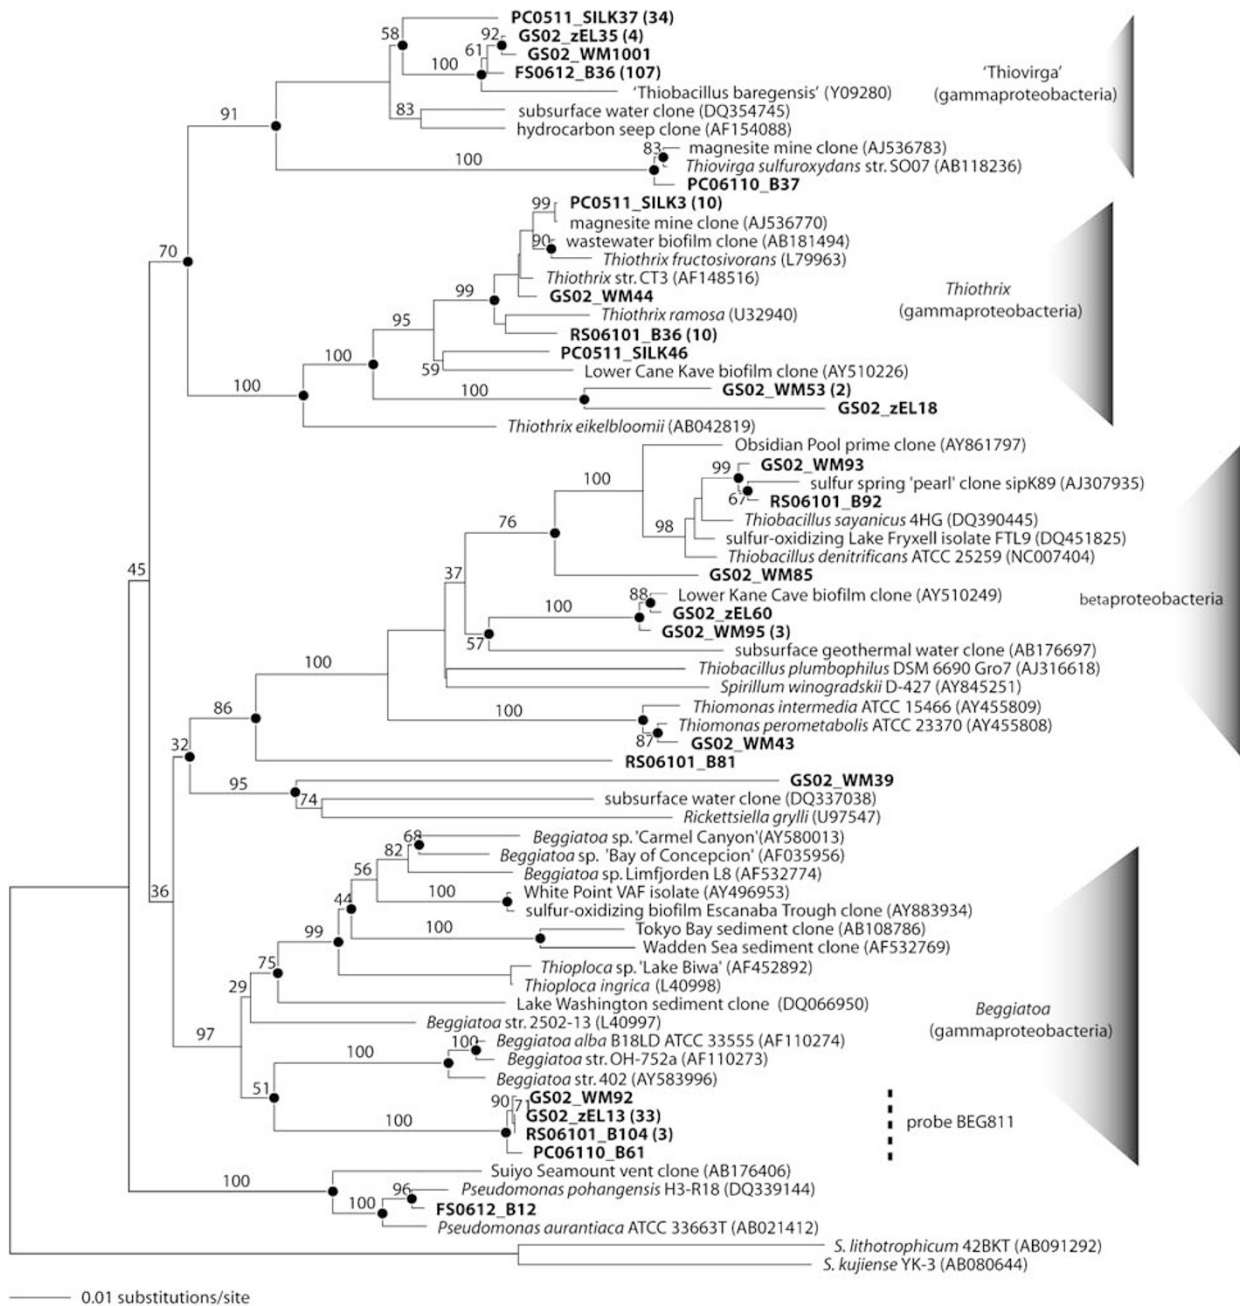 PC0511_SILK37 (34)
58
92
GS02_zEL35 (4)
61
GS02_WM1001
100
FS0612_B36 (107)
'Thiobacillus baregensis' (Y09280)
'Thiovirga'
(gammaproteobacteria)
83
subsurface water clone (DQ354745)
hydrocarbon seep clone (AF154088)
91
83
magnesite mine clone (AJ536783)
100
Thiovirga sulfuroxydans str. SO07 (AB118236)
PC06110_B37
99
PC0511_SILK3 (10)
magnesite mine clone (AJ536770)
90
wastewater biofilm clone (AB181494)
70
Thiothrix fructosivorans (L79963)
Thiothrix str. CT3 (AF148516)
99
GS02_WM44
Thiothrix
(gammaproteobacteria)
95
Thiothrix ramosa (U32940)
RS06101_B36 (10)
100
PC0511_SILK46
59
Lower Cane Kave biofilm clone (AY510226)
100
100
GS02_WM53 (2)
GS02_zEL18
Thiothrix eikelbloomii (AB042819)
Obsidian Pool prime clone (AY861797)
99
GS02_WM93
100
sulfur spring 'pearl' clone sipK89 (AJ307935)
67
RS06101_B92
76
98
Thiobacillus sayanicus 4HG (DQ390445)
sulfur-oxidizing Lake Fryxell isolate FTL9 (DQ451825)
Thiobacillus denitrificans ATCC 25259 (NC007404)
45
37
GS02_WM85
88
Lower Kane Cave biofilm clone (AY510249)
betaproteobacteria
100
GS02_zEL60
GS02_WM95 (3)
57
subsurface geothermal water clone (AB176697)
100
Thiobacillus plumbophilus DSM 6690 Gro7 (AJ316618)
Spirillum winogradskii D-427 (AY845251)
86
100
Thiomonas intermedia ATCC 15466 (AY455809)
Thiomonas perometabolis ATCC 23370 (AY455808)
32
87
GS02_WM43
RS06101_B81
95
GS02_WM39
74
subsurface water clone (DQ337038)
Rickettsiella grylli (U97547)
68
Beggiatoa sp. 'Carmel Canyon'(AY580013)
82
Beggiatoa sp. 'Bay of Concepcion' (AF035956)
56
Beggiatoa sp. Limfjorden L8 (AF532774)
36
44
100
White Point VAF isolate (AY496953)
sulfur-oxidizing biofilm Escanaba Trough clone (AY883934)
99
100
Tokyo Bay sediment clone (AB108786)
Wadden Sea sediment clone (AF532769)
75
Thioploca sp. 'Lake Biwa' (AF452892)
Thioploca ingrica (L40998)
29
Lake Washington sediment clone (DQ066950)
Beggiatoa
(gammaproteobacteria)
97
Beggiatoa str. 2502-13 (L40997)
100
100
Beggiatoa alba B18LD ATCC 33555 (AF110274)
Beggiatoa str. OH-752a (AF110273)
51
Beggiatoa str. 402 (AY583996)
90
71
GS02_WM92
100
GS02_zEL13 (33)
probe BEG811
RS06101_B104 (3)
PC06110_B61
100
Suiyo Seamount vent clone (AB176406)
96
Pseudomonas pohangensis H3-R18 (DQ339144)
100
FS0612_B12
Pseudomonas aurantiaca ATCC 33663T (AB021412)
S. lithotrophicum 42BKT (AB091292)
S. kujiense YK-3 (AB080644)
0.01 substitutions/site